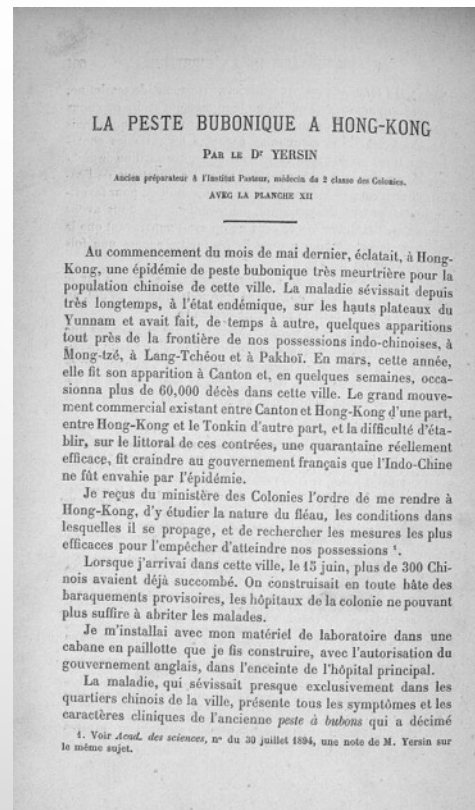 LA PESTE BUBONIQUE A HONG-KONG
PAR LE Dr YERSIN
Ancien préparateur à l'Institut Pasteur, médecin de 2 classe des Colonies.
AVEC LA PLANCHE XII
Au commencement du mois de mai dernier, éclatait, à Hong-
Kong, une épidémie de peste bubonique très meurtrière pour la
population chinoise de cette ville. La maladie sévissait depuis
très longtemps, à l'état endémique, sur les hauts plateaux du
Yunnam et avait fait, de temps à autre, quelques apparitions
tout près de la frontière de nos possessions indo-chinoises, à
Mong-tzé, à Lang-Tchéou et à Pakhoï. En mars, cette année,
elle fit son apparition à Canton et, en quelques semaines, occa-
sionna plus de 60,000 décès dans cette ville. Le grand mouve-
ment commercial existant entre Canton et Hong-Kong d'une part,
entre Hong-Kong et le Tonkin d'autre part, et la difficulté d'éta-
blir, sur le littoral de ces contrées, une quarantaine réellement
efficace, fit craindre au gouvernement français que l'Indo-Chine
ne fût envahie par l'épidémie.
Je reçus du ministère des Colonies l'ordre de me rendre à
Hong-Kong, d'y étudier la nature du fléau, les conditions dans
lesquelles il se propage, et de rechercher les mesures les plus
efficaces pour l'empêcher d'atteindre nos possessions ¹.
Lorsque j'arrivai dans cette ville, le 15 juin, plus de 300 Chi-
nois avaient déjà succombé. On construisait en toute hâte des
baraquements provisoires, les hôpitaux de la colonie ne pouvant
plus suffire à abriter les malades.
Je m'installai avec mon matériel de laboratoire dans une
cabane en paillotte que je fis construire, avec l'autorisation du
gouvernement anglais, dans l'enceinte de l'hôpital principal.
La maladie, qui sévissait presque exclusivement dans les
quartiers chinois de la ville, présente tous les symptômes et les
caractères cliniques de l'ancienne peste à bubons qui a décimé
1. Voir Acad. des sciences, no du 30 juillet 1894, une note de M. Yersin sur
le même sujet.